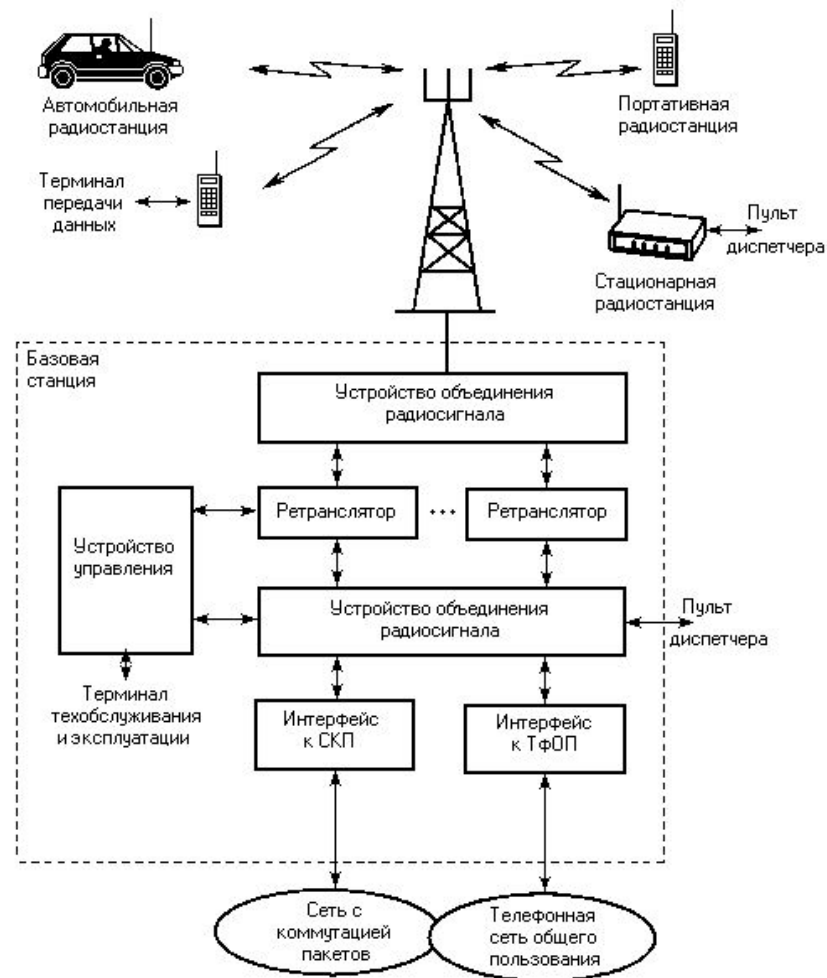 Автомобильная
радиостанция
Портативная
радиостанция
Терминал
передачи
данных
Пульт
диспетчера
Стационарная
радиостанция
Базовая
станция
Устройство объединения
радиосигнала
Ретранслятор
...
Ретранслятор
Устройство
управления
Устройство объединения
радиосигнала
Пульт
диспетчера
Терминал
техобслуживания
и эксплуатации
Интерфейс
к СКП
Интерфейс
к ТфОП
Сеть с
коммутацией
пакетов
Телефонная
сеть общего
пользования